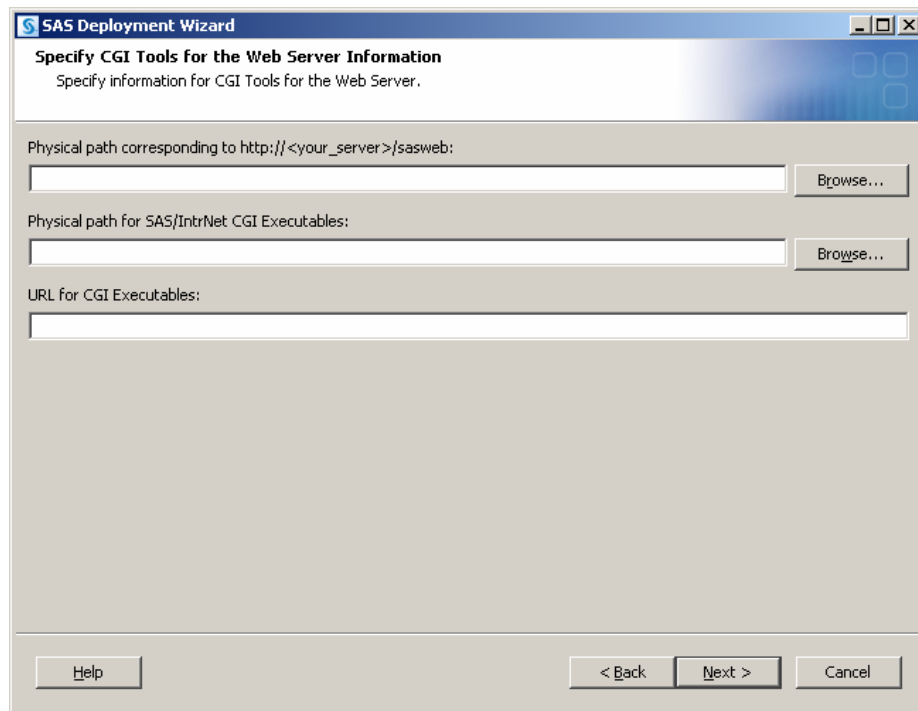 SAS Deployment Wizard
Specify CGI Tools for the Web Server Information
Specify information for CGI Tools for the Web Server.
Physical path corresponding to http://<your_server>/sasweb:
Browse...
Physical path for SAS/IntrNet CGI Executables:
Browse...
URL for CGI Executables:
Help
< Back
Next >
Cancel